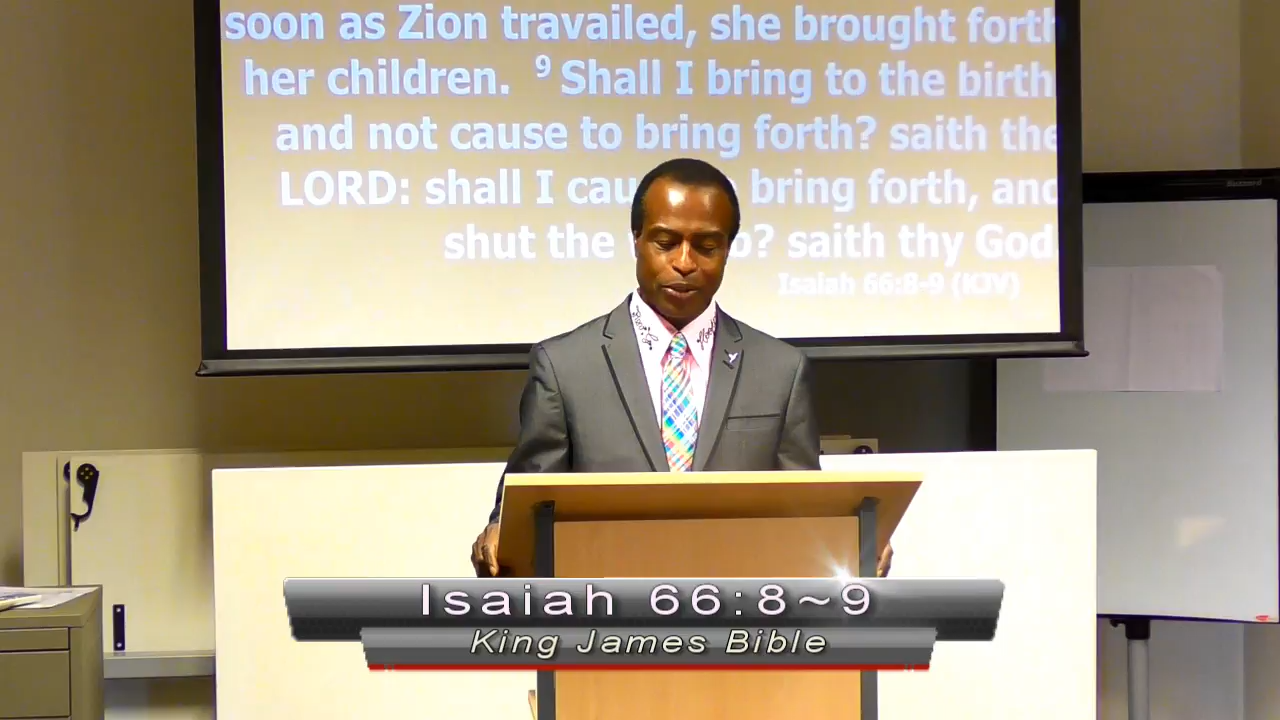 soon as Zion travailed, she brought forth
her children. 9 Shall I bring to the birth
and not cause to bring forth? saith the
LORD: shall I cau bring forth, and
shut the o? saith thy God
Isaiah 66:8-9 (KJV)
Isaiah 66:8~9
King James Bible